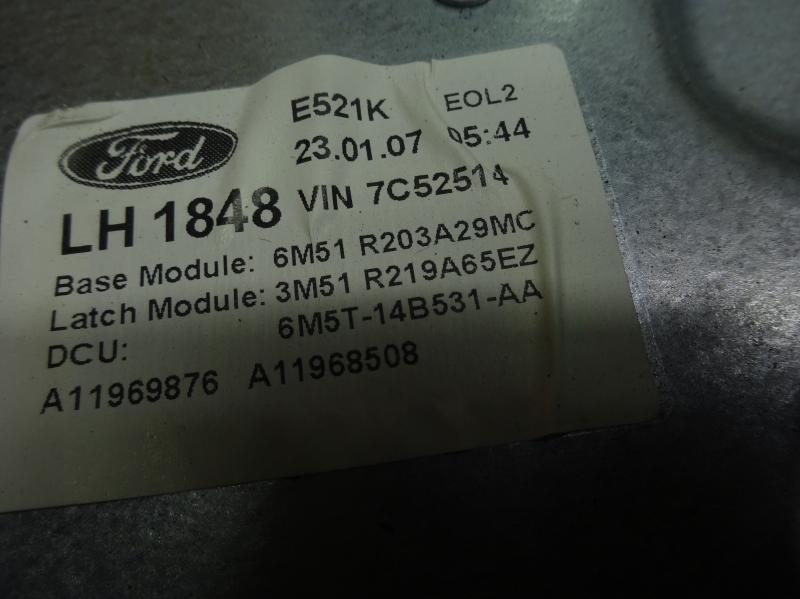 Ford
E521K EOL2
23.01.07 05:44
LH 1848 VIN 7C52514
Base Module: 6M51 R203A29MC
Latch Module: 3M51 R219A65EZ
DCU: 6M5T-14B531-AA
A11969876 A11968508